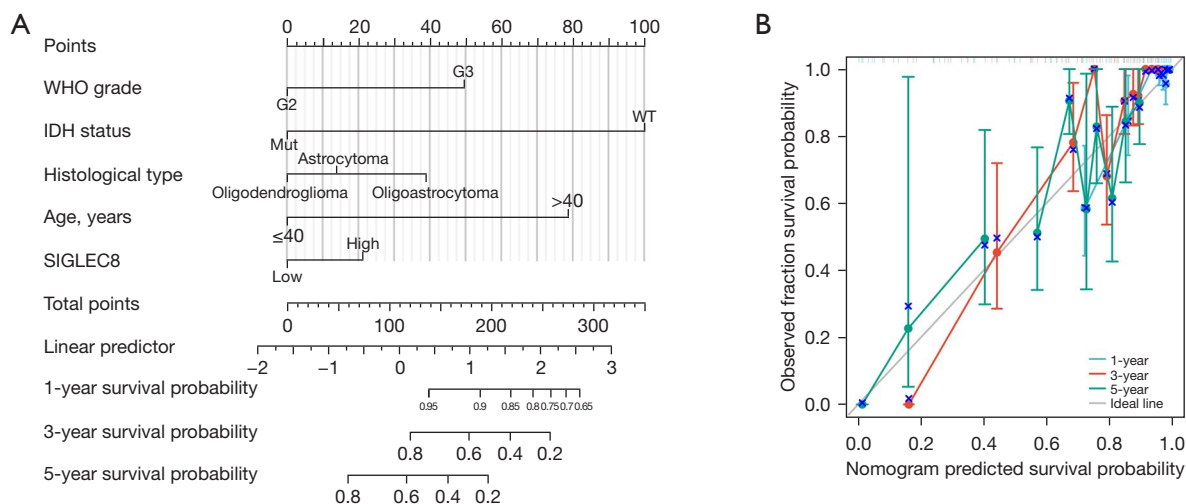 A
Points
0 20 40 60 80 100
WHO grade
G3
G2
IDH status
WT
Mut
Histological type
Astrocytoma
Oligodendroglioma
Oligoastrocytoma
Age, years
>40
≤40
SIGLEC8
High
Low
Total points
0 100 200 300
Linear predictor
−2 −1 0 1 2 3
1-year survival probability
0.95 0.9 0.85 0.8 0.75 0.7 0.65
3-year survival probability
0.8 0.6 0.4 0.2
5-year survival probability
0.8 0.6 0.4 0.2
B
Observed fraction survival probability
1.0
0.8
0.6
0.4
0.2
0.0
1-year
3-year
5-year
Ideal line
0.0 0.2 0.4 0.6 0.8 1.0
Nomogram predicted survival probability